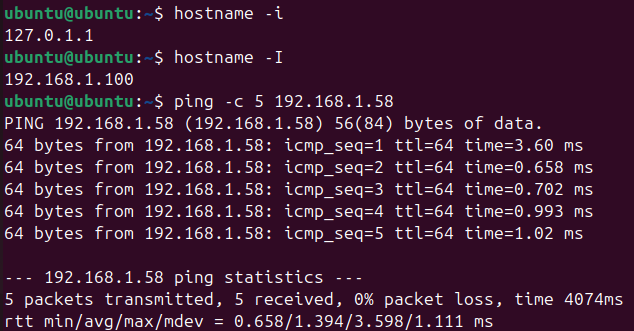 ubuntu@ubuntu:~$ hostname -i
127.0.1.1
ubuntu@ubuntu:~$ hostname -I
192.168.1.100
ubuntu@ubuntu:~$ ping -c 5 192.168.1.58
PING 192.168.1.58 (192.168.1.58) 56(84) bytes of data.
64 bytes from 192.168.1.58: icmp_seq=1 ttl=64 time=3.60 ms
64 bytes from 192.168.1.58: icmp_seq=2 ttl=64 time=0.658 ms
64 bytes from 192.168.1.58: icmp_seq=3 ttl=64 time=0.702 ms
64 bytes from 192.168.1.58: icmp_seq=4 ttl=64 time=0.993 ms
64 bytes from 192.168.1.58: icmp_seq=5 ttl=64 time=1.02 ms
--- 192.168.1.58 ping statistics ---
5 packets transmitted, 5 received, 0% packet loss, time 4074ms
rtt min/avg/max/mdev = 0.658/1.394/3.598/1.111 ms